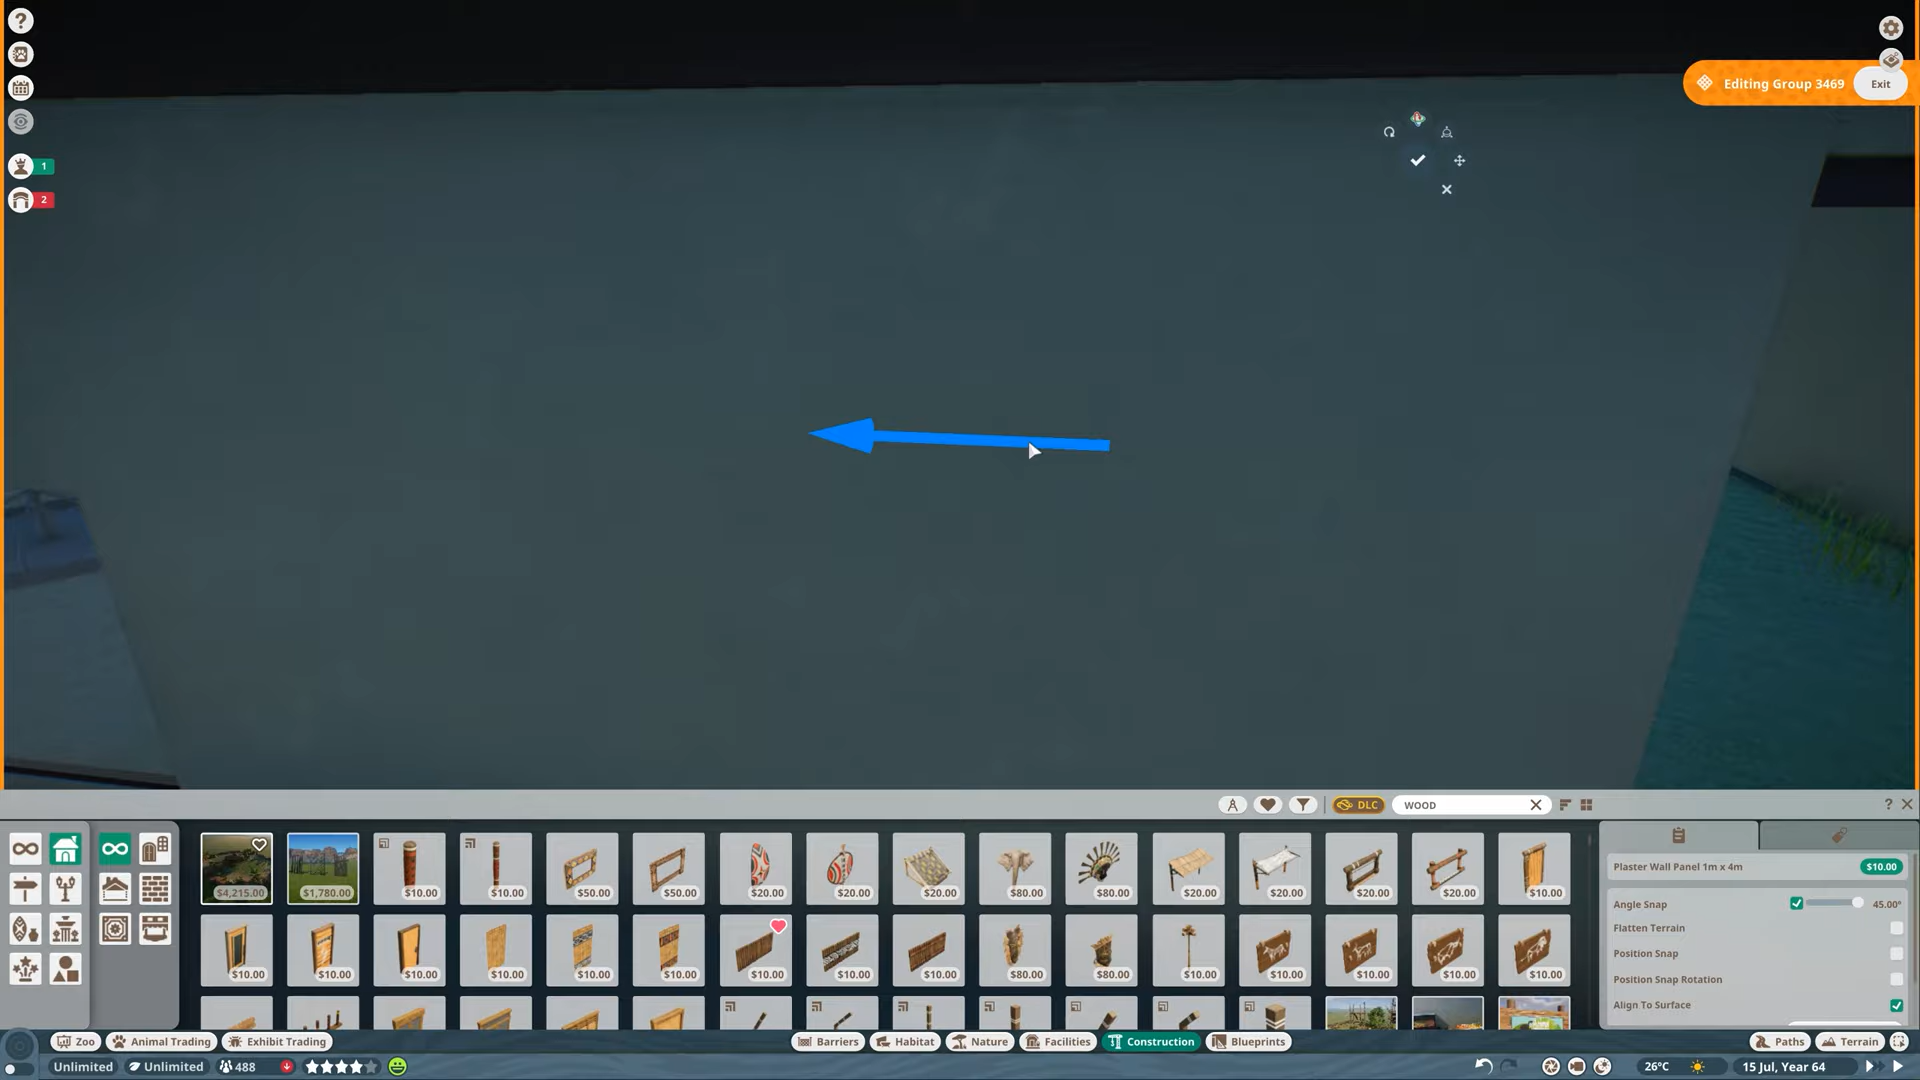 Editing Group 3469
Exit
1
2
DLC
WOOD
?
$4,215.00
$1,780.00
$10.00
$10.00
$50.00
$50.00
$20.00
$20.00
$20.00
$80.00
$80.00
$20.00
$20.00
$20.00
$20.00
$10.00
$10.00
$10.00
$10.00
$10.00
$10.00
$10.00
$10.00
$10.00
$10.00
$80.00
$80.00
$10.00
$10.00
$10.00
$10.00
$10.00
Plaster Wall Panel 1m x 4m
$10.00
Angle Snap
45.00°
Flatten Terrain
Position Snap
Position Snap Rotation
Align To Surface
Zoo
Animal Trading
Exhibit Trading
Barriers
Habitat
Nature
Facilities
Construction
Blueprints
Paths
Terrain
Unlimited
Unlimited
488
26°C
15 Jul, Year 64